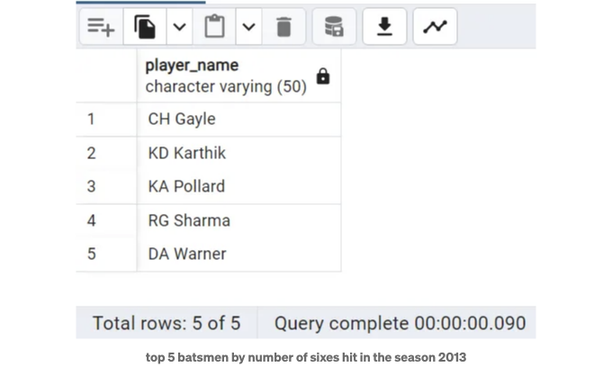 player_name
character varying (50)
1 CH Gayle
2 KD Karthik
3 KA Pollard
4 RG Sharma
5 DA Warner
Total rows: 5 of 5 Query complete 00:00:00.090
top 5 batsmen by number of sixes hit in the season 2013